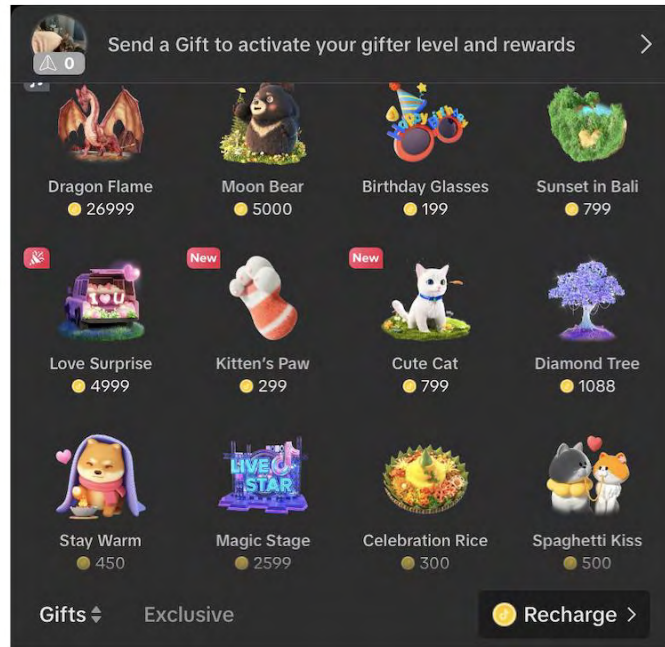 Send a Gift to activate your gifter level and rewards
0
Happy Birthday
Dragon Flame Moon Bear Birthday Glasses Sunset in Bali
26999 5000 199 799
New New
I ♥ U
Love Surprise Kitten's Paw Cute Cat Diamond Tree
4999 299 799 1088
LIVE
STAR
Stay Warm Magic Stage Celebration Rice Spaghetti Kiss
450 2599 300 500
Gifts Exclusive Recharge >